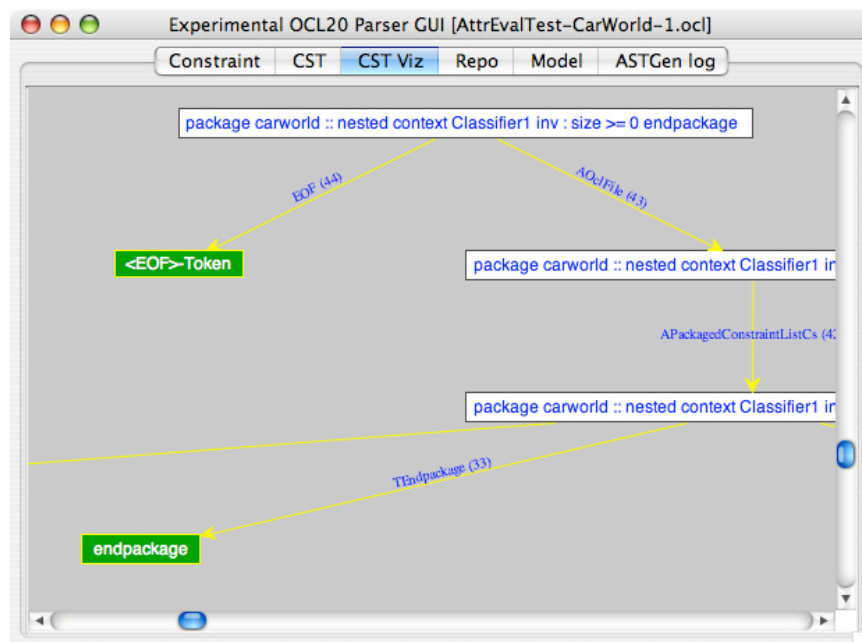 Experimental OCL20 Parser GUI [AttrEvalTest-CarWorld-1.ocl]
Constraint CST CST Viz Repo Model ASTGen log
package carworld :: nested context Classifier1 inv : size >= 0 endpackage
EOF (44)
AOclFile (43)
<EOF>-Token
package carworld :: nested context Classifier1 in
APackagedConstraintListCs (42
package carworld :: nested context Classifier1 in
TEndpackage (33)
endpackage